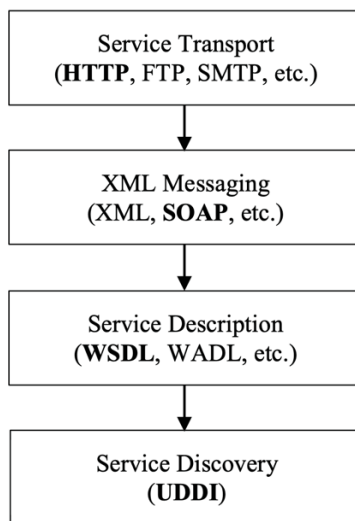 Service Transport
(HTTP, FTP, SMTP, etc.)
XML Messaging
(XML, SOAP, etc.)
Service Description
(WSDL, WADL, etc.)
Service Discovery
(UDDI)